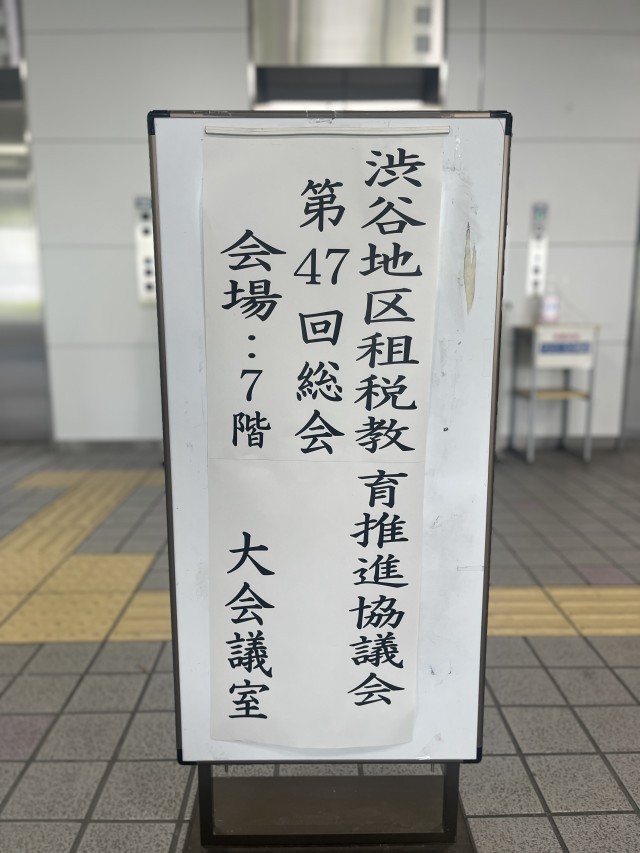 渋谷地区租税教育推進協議会
第47回総会
会場:7階 大会議室